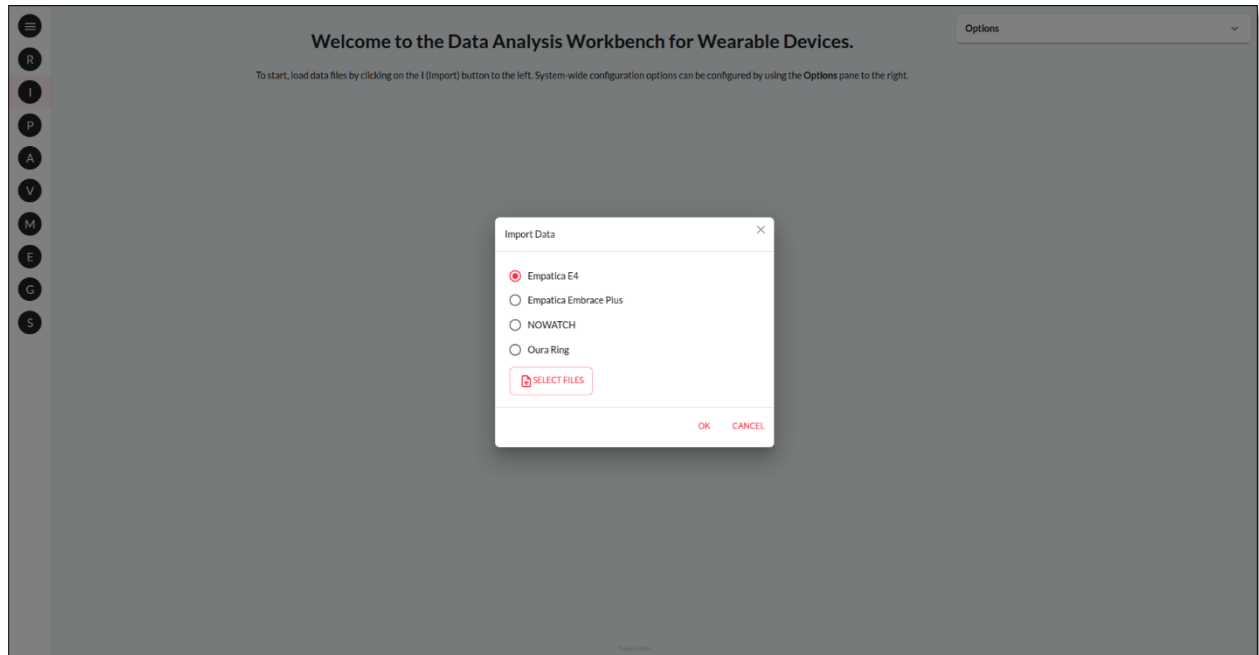 Welcome to the Data Analysis Workbench for Wearable Devices.
Options
To start, load data files by clicking on the I (Import) button to the left. System-wide configuration options can be configured by using the Options pane to the right.
R
I
P
A
V
M
E
G
S
Import Data
Empatica E4
Empatica Embrace Plus
NOWATCH
Oura Ring
SELECT FILES
OK CANCEL